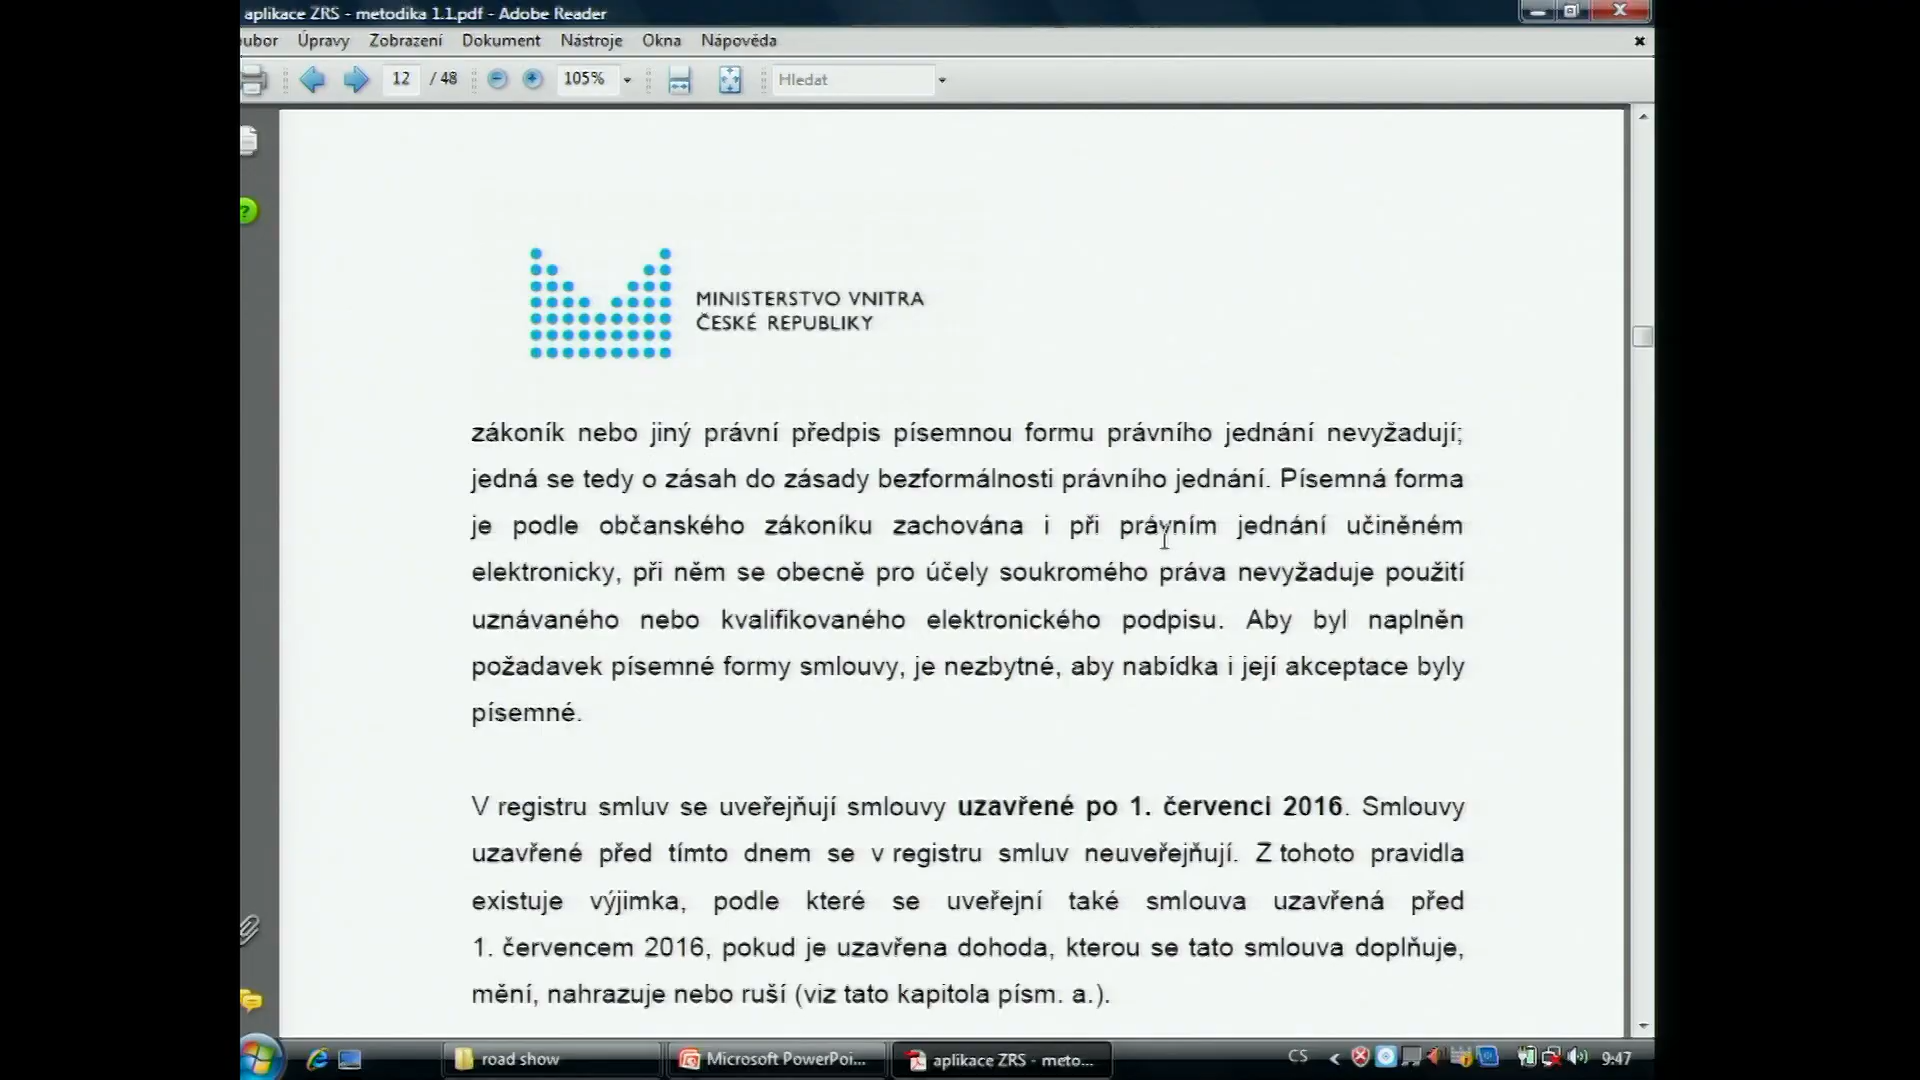 aplikace ZRS - metodika 1.1.pdf - Adobe Reader
oubor Úpravy Zobrazení Dokument Nástroje Okna Nápověda
12 / 48 105% Hledat
MINISTERSTVO VNITRA
ČESKÉ REPUBLIKY
zákoník nebo jiný právní předpis písemnou formu právního jednání nevyžadují;
jedná se tedy o zásah do zásady bezformálnosti právního jednání. Písemná forma
je podle občanského zákoníku zachována i při právním jednání učiněném
elektronicky, při něm se obecně pro účely soukromého práva nevyžaduje použití
uznávaného nebo kvalifikovaného elektronického podpisu. Aby byl naplněn
požadavek písemné formy smlouvy, je nezbytné, aby nabídka i její akceptace byly
písemné.
V registru smluv se uveřejňují smlouvy uzavřené po 1. červenci 2016. Smlouvy
uzavřené před tímto dnem se v registru smluv neuveřejňují. Z tohoto pravidla
existuje výjimka, podle které se uveřejní také smlouva uzavřená před
1. červencem 2016, pokud je uzavřena dohoda, kterou se tato smlouva doplňuje,
mění, nahrazuje nebo ruší (viz tato kapitola písm. a.).
road show Microsoft PowerPoi... aplikace ZRS - meto... CS 9:47